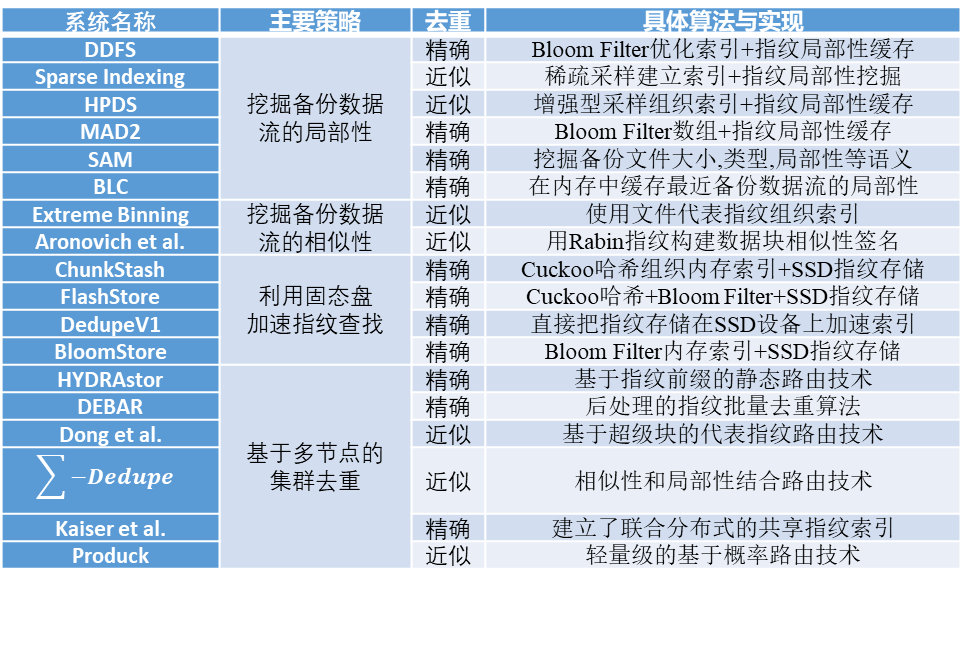 系统名称 主要策略 去重 具体算法与实现
DDFS 精确 Bloom Filter优化索引+指纹局部性缓存
Sparse Indexing 近似 稀疏采样建立索引+指纹局部性挖掘
挖掘备份数据
HPDS 近似 增强型采样组织索引+指纹局部性缓存
流的局部性
MAD2 精确 Bloom Filter数组+指纹局部性缓存
SAM 精确 挖掘备份文件大小,类型,局部性等语义
BLC 精确 在内存中缓存最近备份数据流的局部性
Extreme Binning 挖掘备份数据 近似 使用文件代表指纹组织索引
Aronovich et al. 流的相似性 近似 用Rabin指纹构建数据块相似性签名
ChunkStash 精确 Cuckoo哈希组织内存索引+SSD指纹存储
FlashStore 利用固态盘 精确 Cuckoo哈希+Bloom Filter+SSD指纹存储
DedupeV1 加速指纹查找 精确 直接把指纹存储在SSD设备上加速索引
BloomStore 精确 Bloom Filter内存索引+SSD指纹存储
HYDRAstor 精确 基于指纹前缀的静态路由技术
DEBAR 精确 后处理的指纹批量去重算法
Dong et al. 近似 基于超级块的代表指纹路由技术
基于多节点的
∑-Dedupe 近似 相似性和局部性结合路由技术
集群去重
Kaiser et al. 精确 建立了联合分布式的共享指纹索引
Produck 近似 轻量级的基于概率路由技术